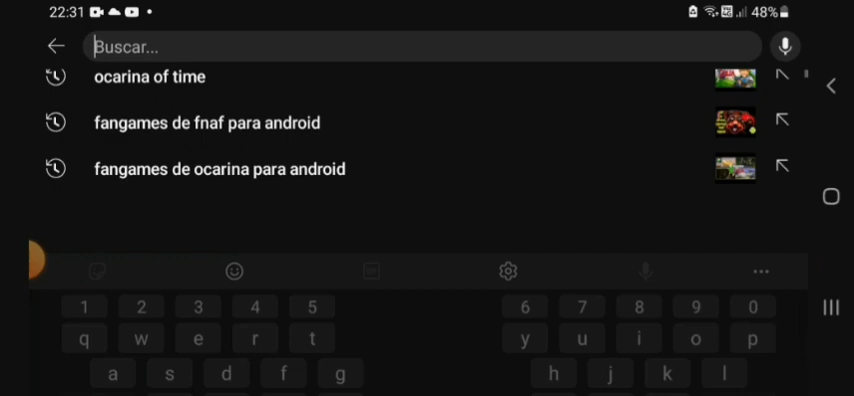 22:31 48%
Buscar...
ocarina of time
fangames de fnaf para android
fangames de ocarina para android
1 2 3 4 5 6 7 8 9 0
q w e r t y u i o p
a s d f g h j k l